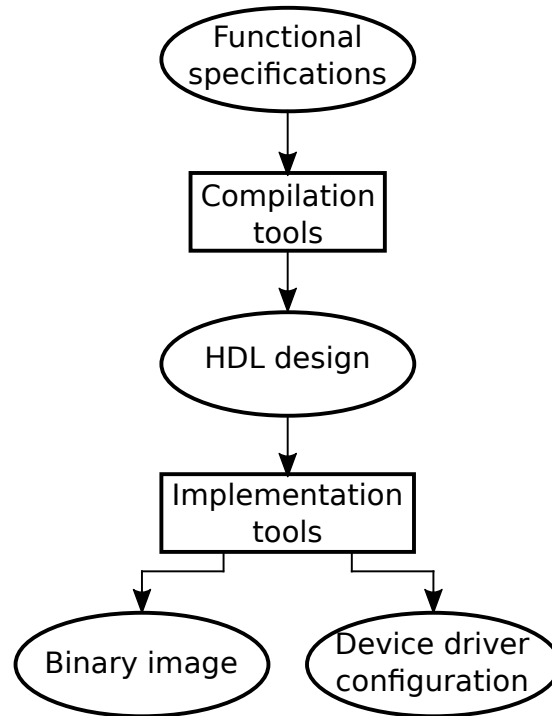 Functional
specifications
Compilation
tools
HDL design
Implementation
tools
Binary image
Device driver
configuration